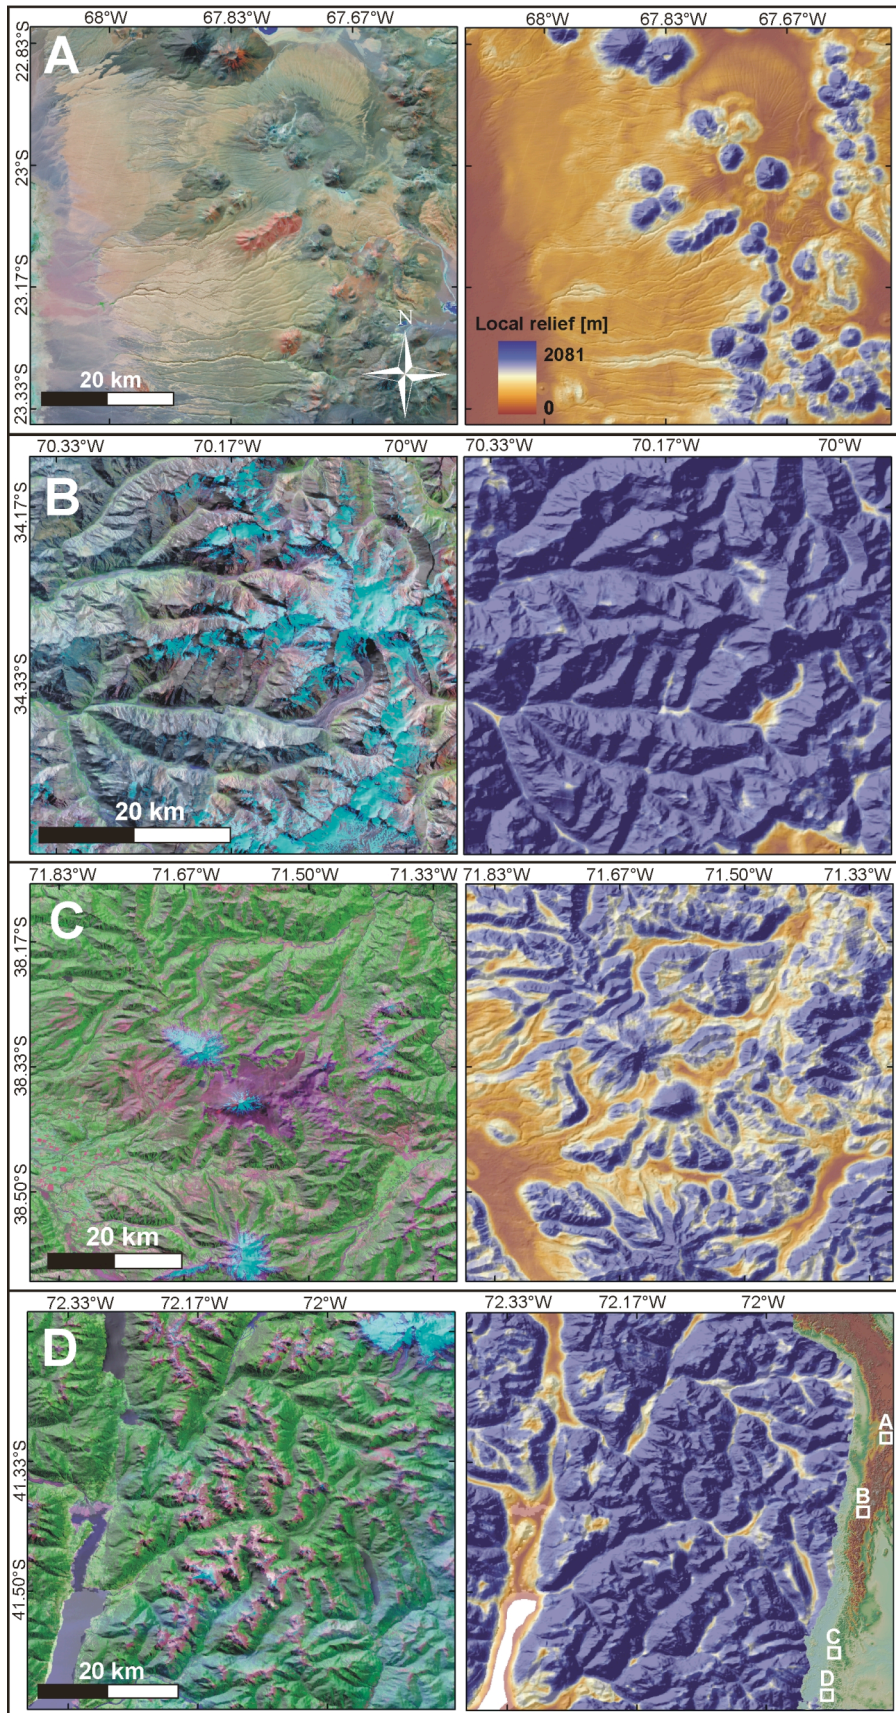 68°W 67.83°W 67.67°W 68°W 67.83°W 67.67°W
A
22.83°S
23°S
23.17°S
23.33°S
N
20 km
Local relief [m]
2081
0
70.33°W 70.17°W 70°W 70.33°W 70.17°W 70°W
B
34.17°S
34.33°S
20 km
71.83°W 71.67°W 71.50°W 71.33°W 71.83°W 71.67°W 71.50°W 71.33°W
C
38.17°S
38.33°S
38.50°S
20 km
72.33°W 72.17°W 72°W 72.33°W 72.17°W 72°W
D
41.33°S
41.50°S
20 km
A
B
C
D